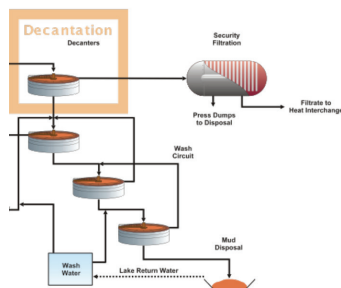 Decantation
Decanters
Security
Filtration
Press Dumps
to Disposal
Filtrate to
Heat Interchange
Wash
Circuit
Mud
Disposal
Wash
Water
Lake Return Water